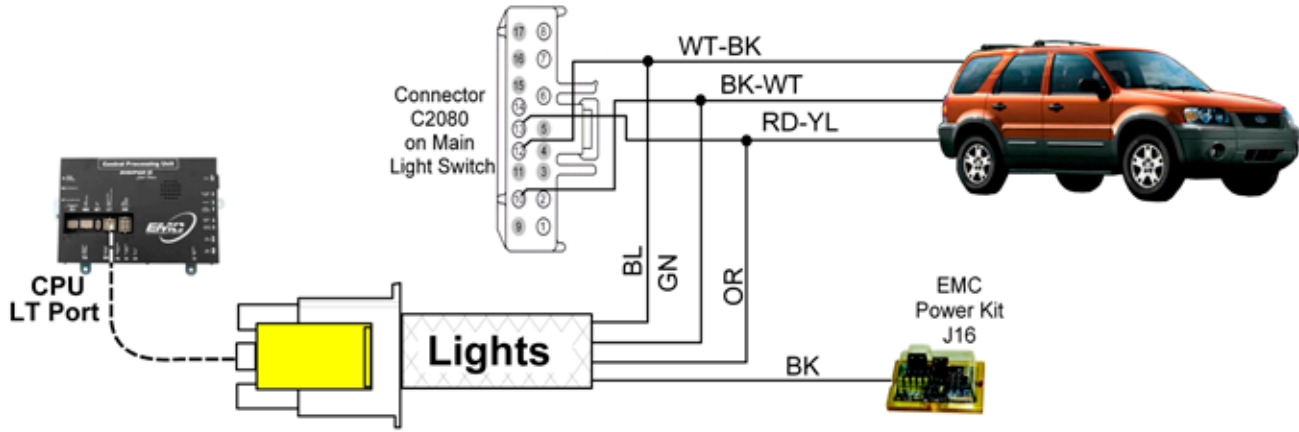 17 8
16 7
15
6
14
13 5
12 4
11 3
10 2
9 1
WT-BK
BK-WT
RD-YL
Connector
C2080
on Main
Light Switch
Central Processing Unit
CPU
LT Port
BL
GN
OR
Lights
BK
EMC
Power Kit
J16